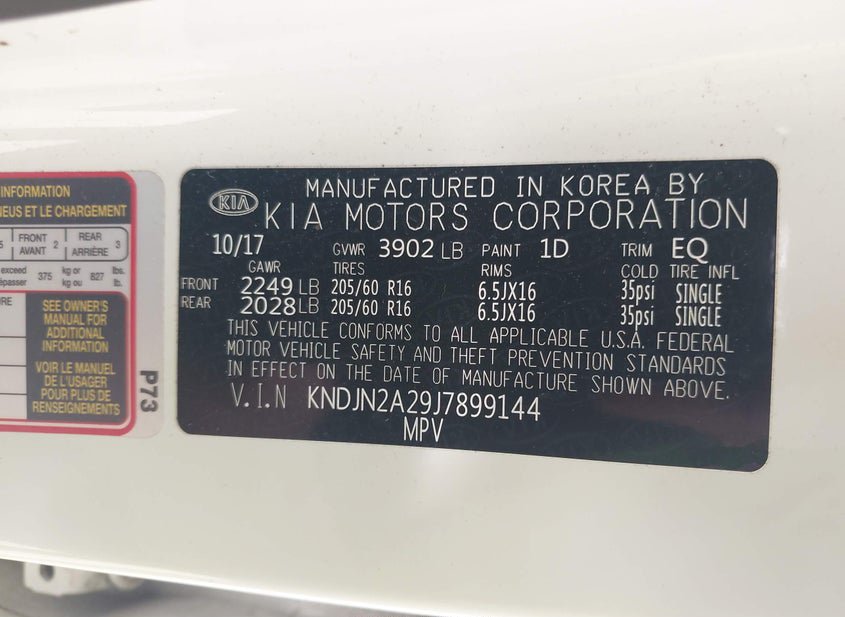 INFORMATION
NEUS ET LE CHARGEMENT
5 FRONT AVANT 2 REAR ARRIÈRE 3
exceed 375 kg or 827 lbs.
kg ou lb.
SEE OWNER'S
MANUAL FOR
ADDITIONAL
INFORMATION
VOIR LE MANUEL
DE L'USAGER
POUR PLUS DE
RENSEIGNEMENTS
P73
MANUFACTURED IN KOREA BY
KIA KIA MOTORS CORPORATION
10/17 GVWR 3902 LB PAINT 1D TRIM EQ
GAWR TIRES RIMS COLD TIRE INFL
FRONT 2249 LB 205/60 R16 6.5JX16 35psi SINGLE
REAR 2028 LB 205/60 R16 6.5JX16 35psi SINGLE
THIS VEHICLE CONFORMS TO ALL APPLICABLE U.S.A. FEDERAL
MOTOR VEHICLE SAFETY AND THEFT PREVENTION STANDARDS
IN EFFECT ON THE DATE OF MANUFACTURE SHOWN ABOVE.
V.I.N KNDJN2A29J7899144
MPV